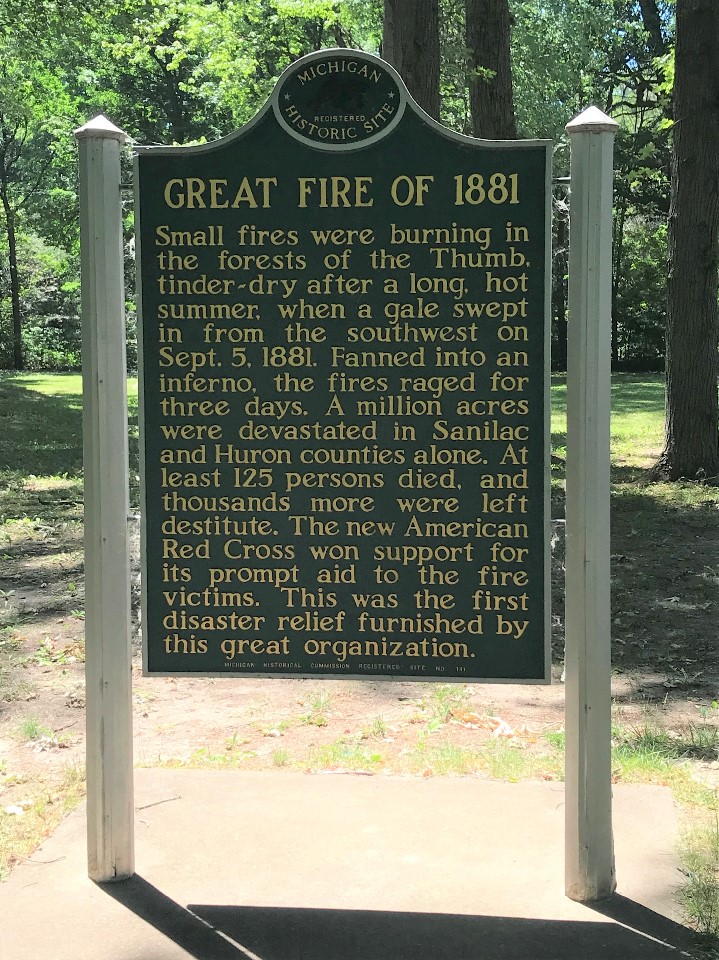 MICHIGAN
REGISTERED
HISTORIC SITE
GREAT FIRE OF 1881
Small fires were burning in
the forests of the Thumb,
tinder-dry after a long, hot
summer, when a gale swept
in from the southwest on
Sept. 5, 1881. Fanned into an
inferno, the fires raged for
three days. A million acres
were devastated in Sanilac
and Huron counties alone. At
least 125 persons died, and
thousands more were left
destitute. The new American
Red Cross won support for
its prompt aid to the fire
victims. This was the first
disaster relief furnished by
this great organization.
MICHIGAN HISTORICAL COMMISSION REGISTERED SITE NO.